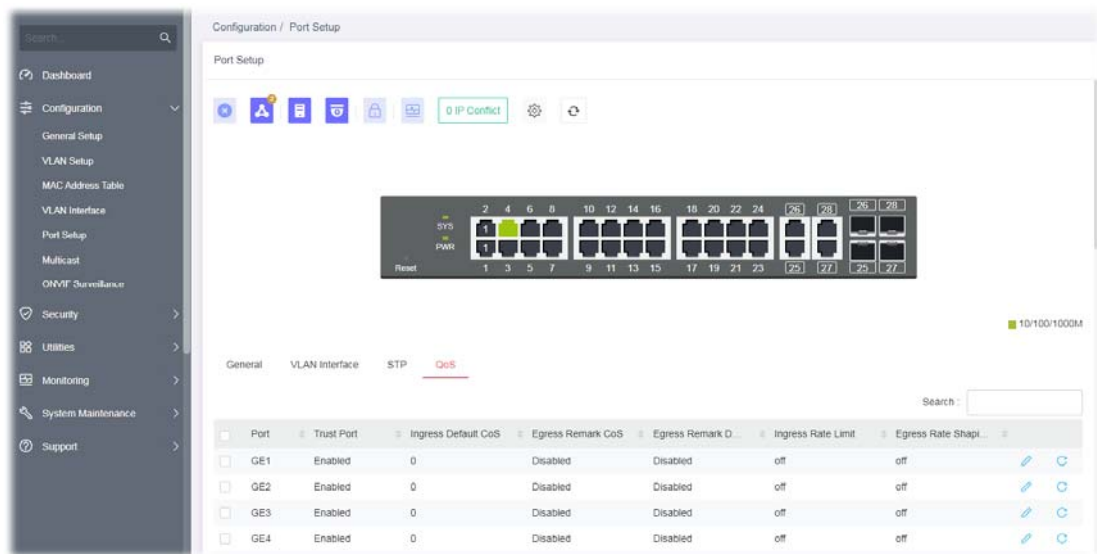 Search...
Dashboard
Configuration
General Setup
VLAN Setup
MAC Address Table
VLAN Interface
Port Setup
Multicast
ONVIF Surveillance
Security
Utilities
Monitoring
System Maintenance
Support
Configuration / Port Setup
Port Setup
0 IP Conflict
2 4 6 8 10 12 14 16 18 20 22 24 26 28 26 28
SYS
1
PWR
1
Reset
1 3 5 7 9 11 13 15 17 19 21 23 25 27 25 27
10/100/1000M
General VLAN Interface STP QoS
Search :
Port Trust Port Ingress Default CoS Egress Remark CoS Egress Remark D... Ingress Rate Limit Egress Rate Shapi...
GE1 Enabled 0 Disabled Disabled off off
GE2 Enabled 0 Disabled Disabled off off
GE3 Enabled 0 Disabled Disabled off off
GE4 Enabled 0 Disabled Disabled off off